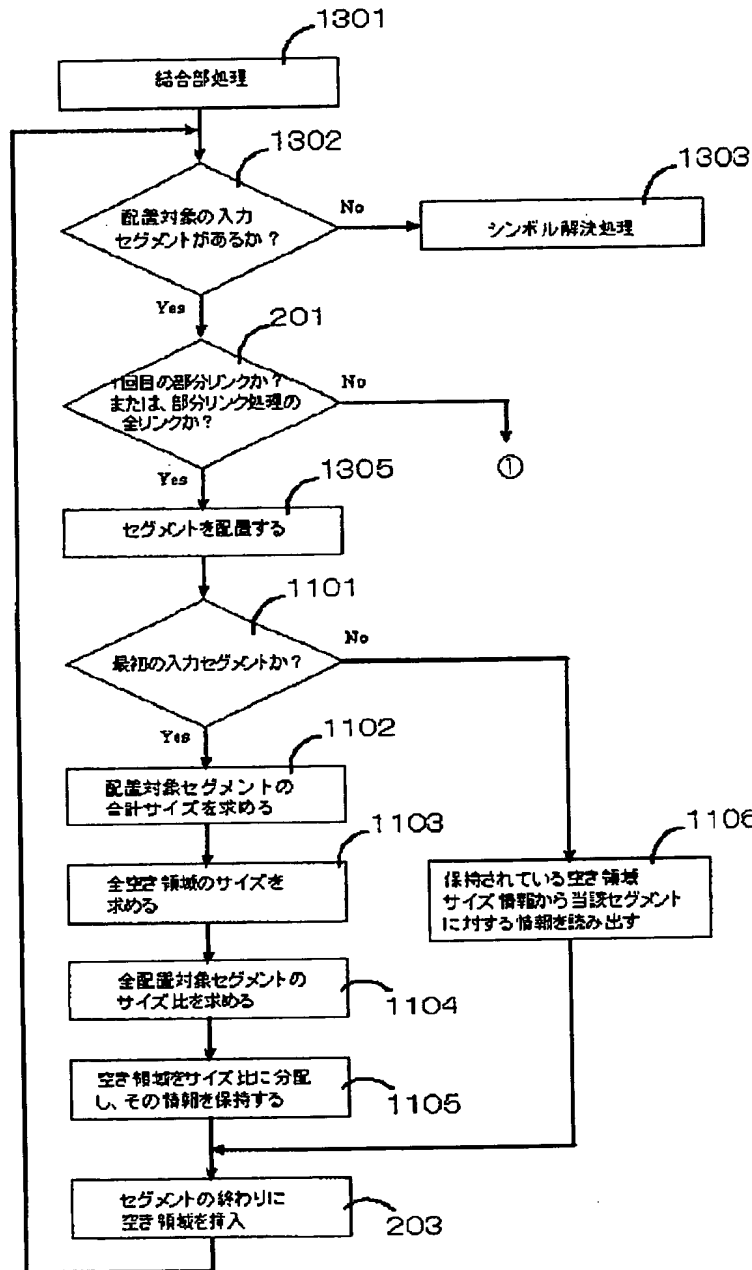 1301
結合部処理
1302
配置対象の入力
セグメントがあるか？
No
1303
シンボル解決処理
Yes
201
1回目の部分リンクか？
または、部分リンク処理の
全リンクか？
No
①
Yes
1305
セグメントを配置する
1101
最初の入力セグメントか？
No
Yes
1102
配置対象セグメントの
合計サイズを求める
1103
全空き領域のサイズを
求める
1106
保持されている空き領域
サイズ情報から当該セグメント
に対する情報を読み出す
全配置対象セグメントの
サイズ比を求める
1104
空き領域をサイズ比に分配
し、その情報を保持する
1105
セグメントの終わりに
空き領域を挿入
203